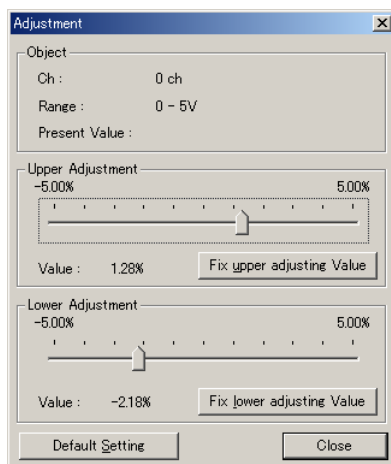 Adjustment
Object
Ch : 0 ch
Range : 0 - 5V
Present Value :
Upper Adjustment
-5.00% 5.00%
Value : 1.28% Fix upper adjusting Value
Lower Adjustment
-5.00% 5.00%
Value : -2.18% Fix lower adjusting Value
Default Setting Close